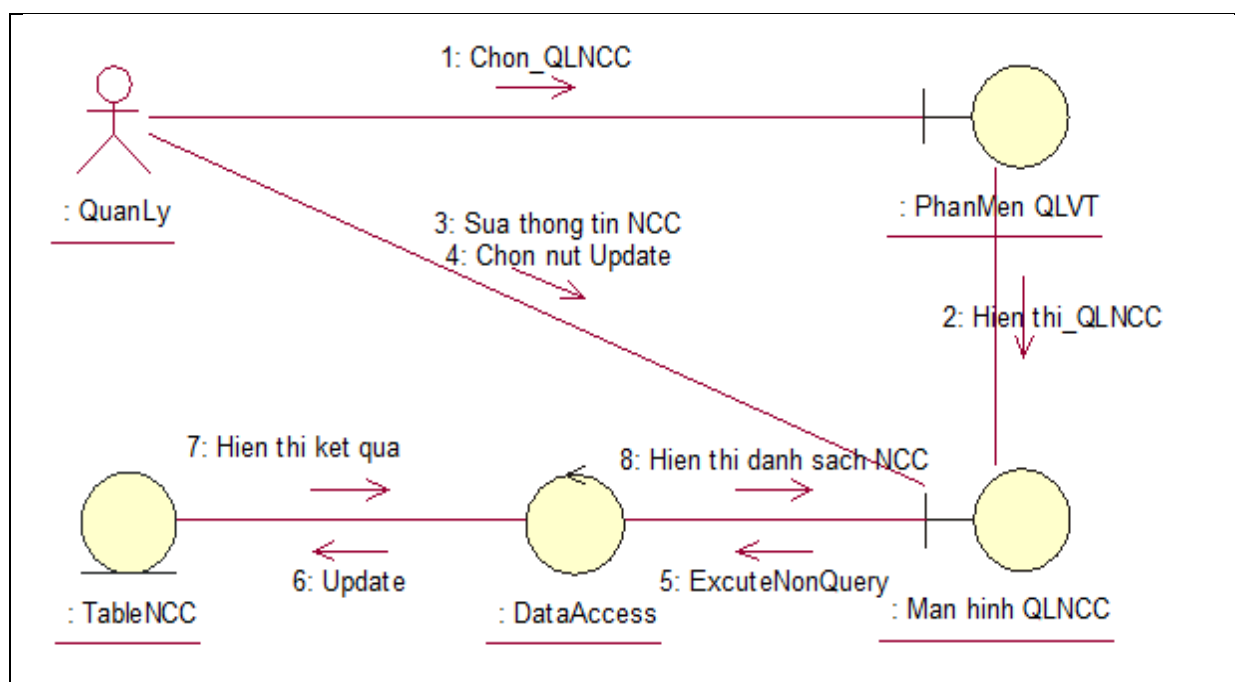 1: Chon_QLNCC
: QuanLy
: PhanMen QLVT
3: Sua thong tin NCC
4: Chon nut Update
2: Hien thi_QLNCC
7: Hien thi ket qua
8: Hien thi danh sach NCC
6: Update
5: ExcuteNonQuery
: TableNCC
: DataAccess
: Man hinh QLNCC